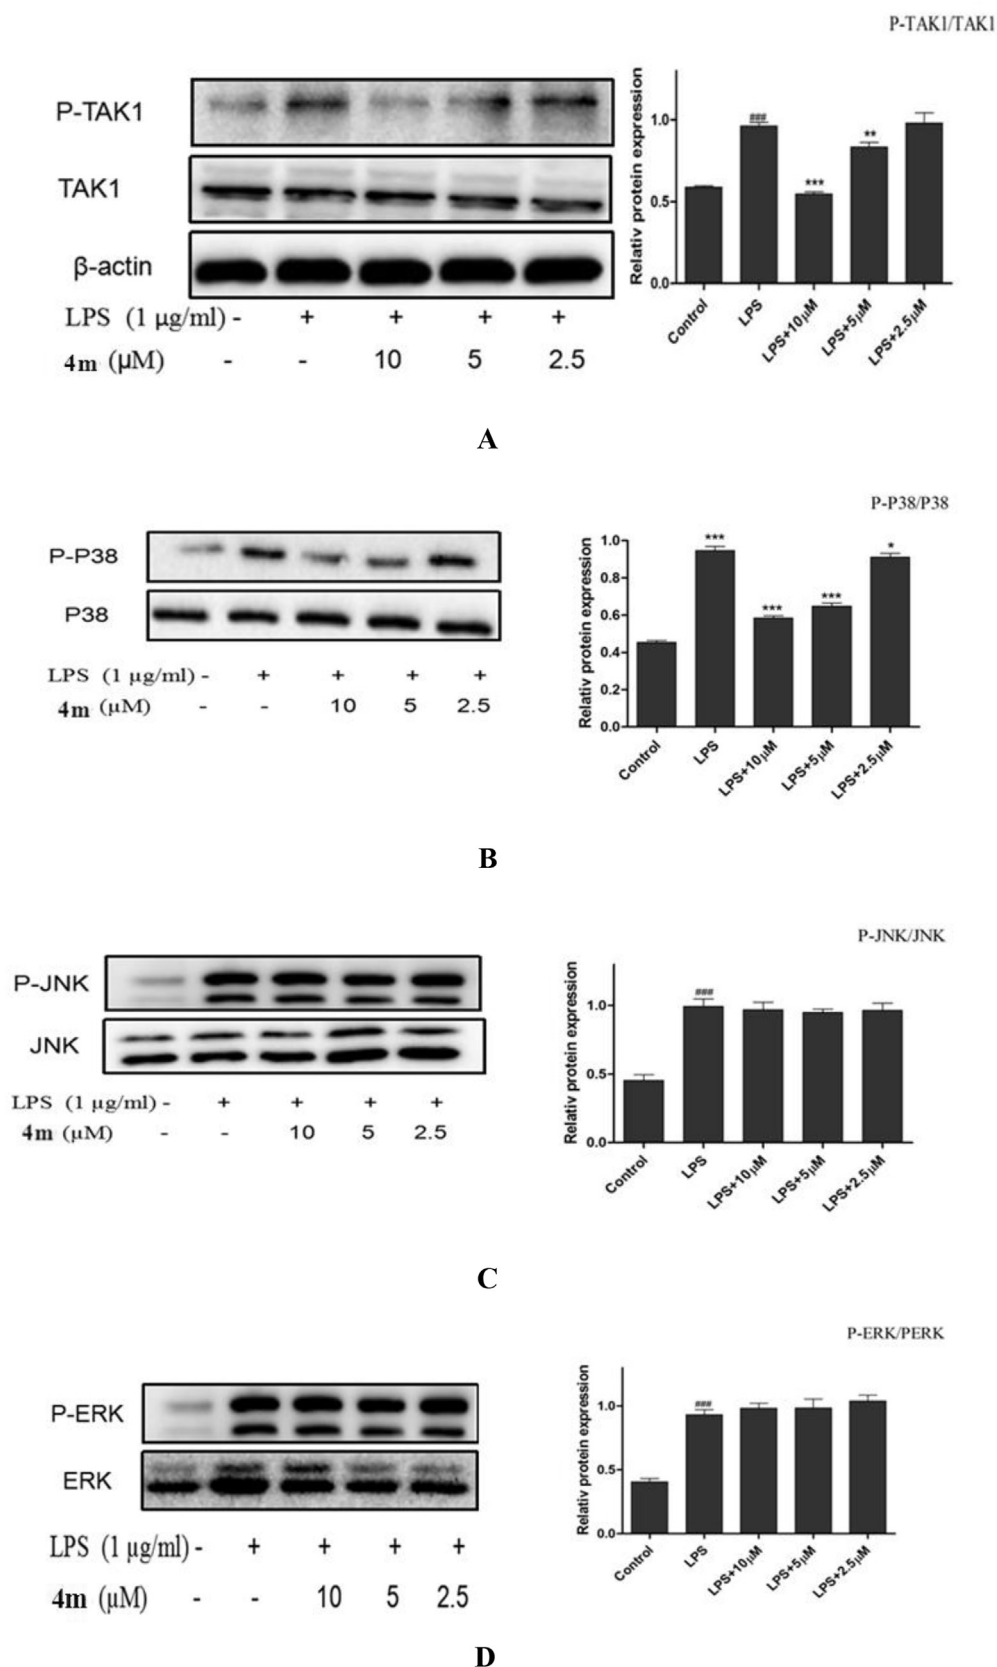 P-TAK1/TAK1
P-TAK1
TAK1
β-actin
LPS (1 μg/ml) - + + + +
4m (μM) - - 10 5 2.5
Relativ protein expression
1.0
0.5
0.0
###
***
**
Control
LPS
LPS+10μM
LPS+5μM
LPS+2.5μM
A
P-P38/P38
P-P38
P38
LPS (1 μg/ml) - + + + +
4m (μM) - - 10 5 2.5
Relativ protein expression
1.0
0.8
0.6
0.4
0.2
0.0
***
***
***
*
Control
LPS
LPS+10μM
LPS+5μM
LPS+2.5μM
B
P-JNK/JNK
P-JNK
JNK
LPS (1 μg/ml) - + + + +
4m (μM) - - 10 5 2.5
Relativ protein expression
1.0
0.5
0.0
###
Control
LPS
LPS+10μM
LPS+5μM
LPS+2.5μM
C
P-ERK/PERK
P-ERK
ERK
LPS (1 μg/ml) - + + + +
4m (μM) - - 10 5 2.5
Relativ protein expression
1.0
0.5
0.0
###
Control
LPS
LPS+10μM
LPS+5μM
LPS+2.5μM
D